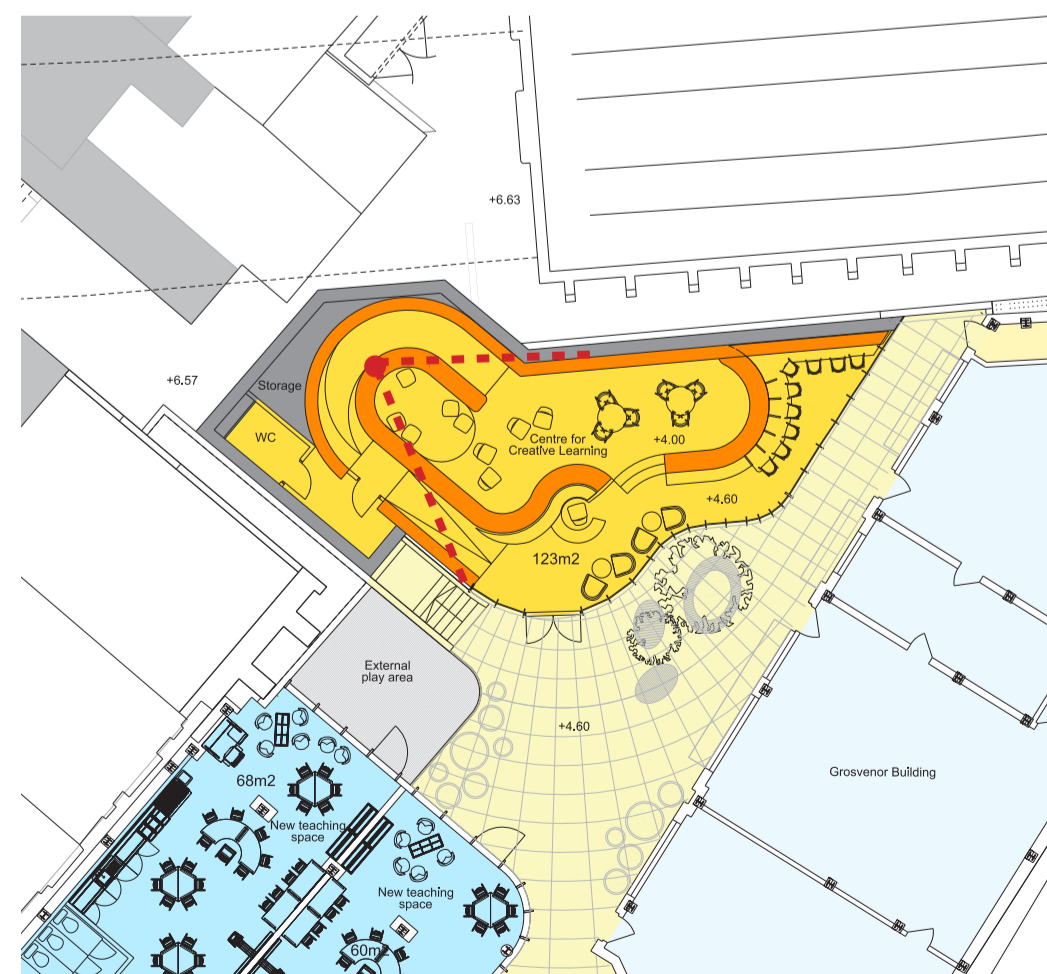 +6.63
+6.57
Storage
WC
Centre for
Creative Learning
+4.00
+4.60
123m2
External
play area
+4.60
Grosvenor Building
68m2
New teaching
space
New teaching
space
60m2